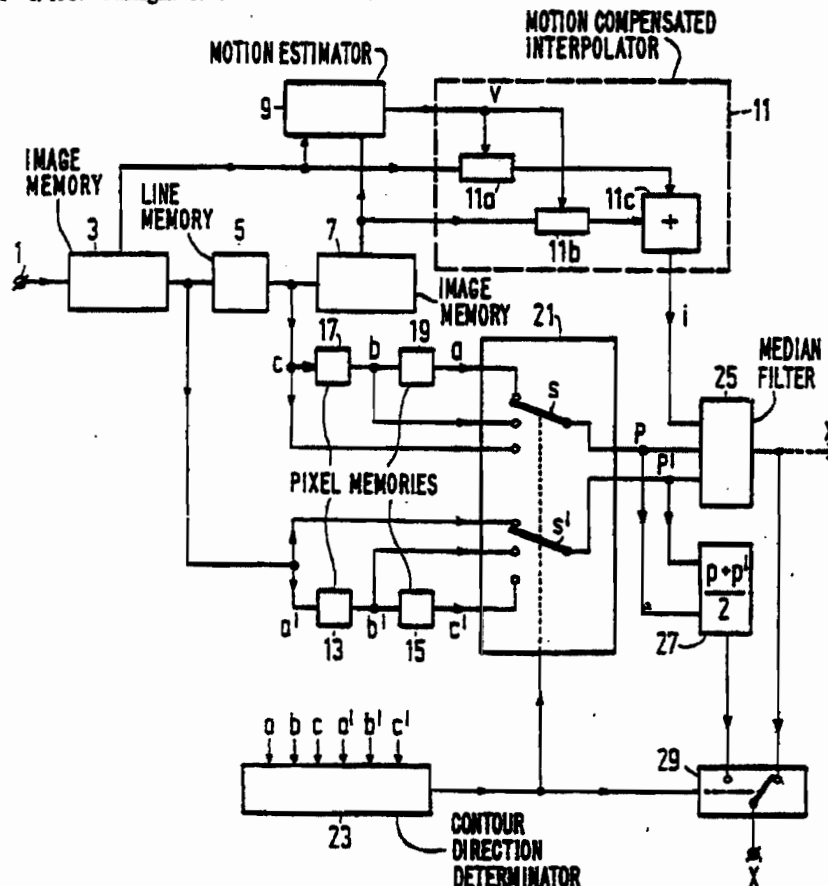 MOTION COMPENSATED
INTERPOLATOR
MOTION ESTIMATOR
9
V
11
IMAGE
MEMORY
LINE
MEMORY
11a
11c
+
11b
1
3
5
7
IMAGE
MEMORY
i
17
19
21
c
b
a
s
25
MEDIAN
FILTER
P
P'
X
PIXEL MEMORIES
s'
p+p'
2
27
a'
13
b'
15
c'
a b c a' b' c'
29
23
CONTOUR
DIRECTION
DETERMINATOR
X